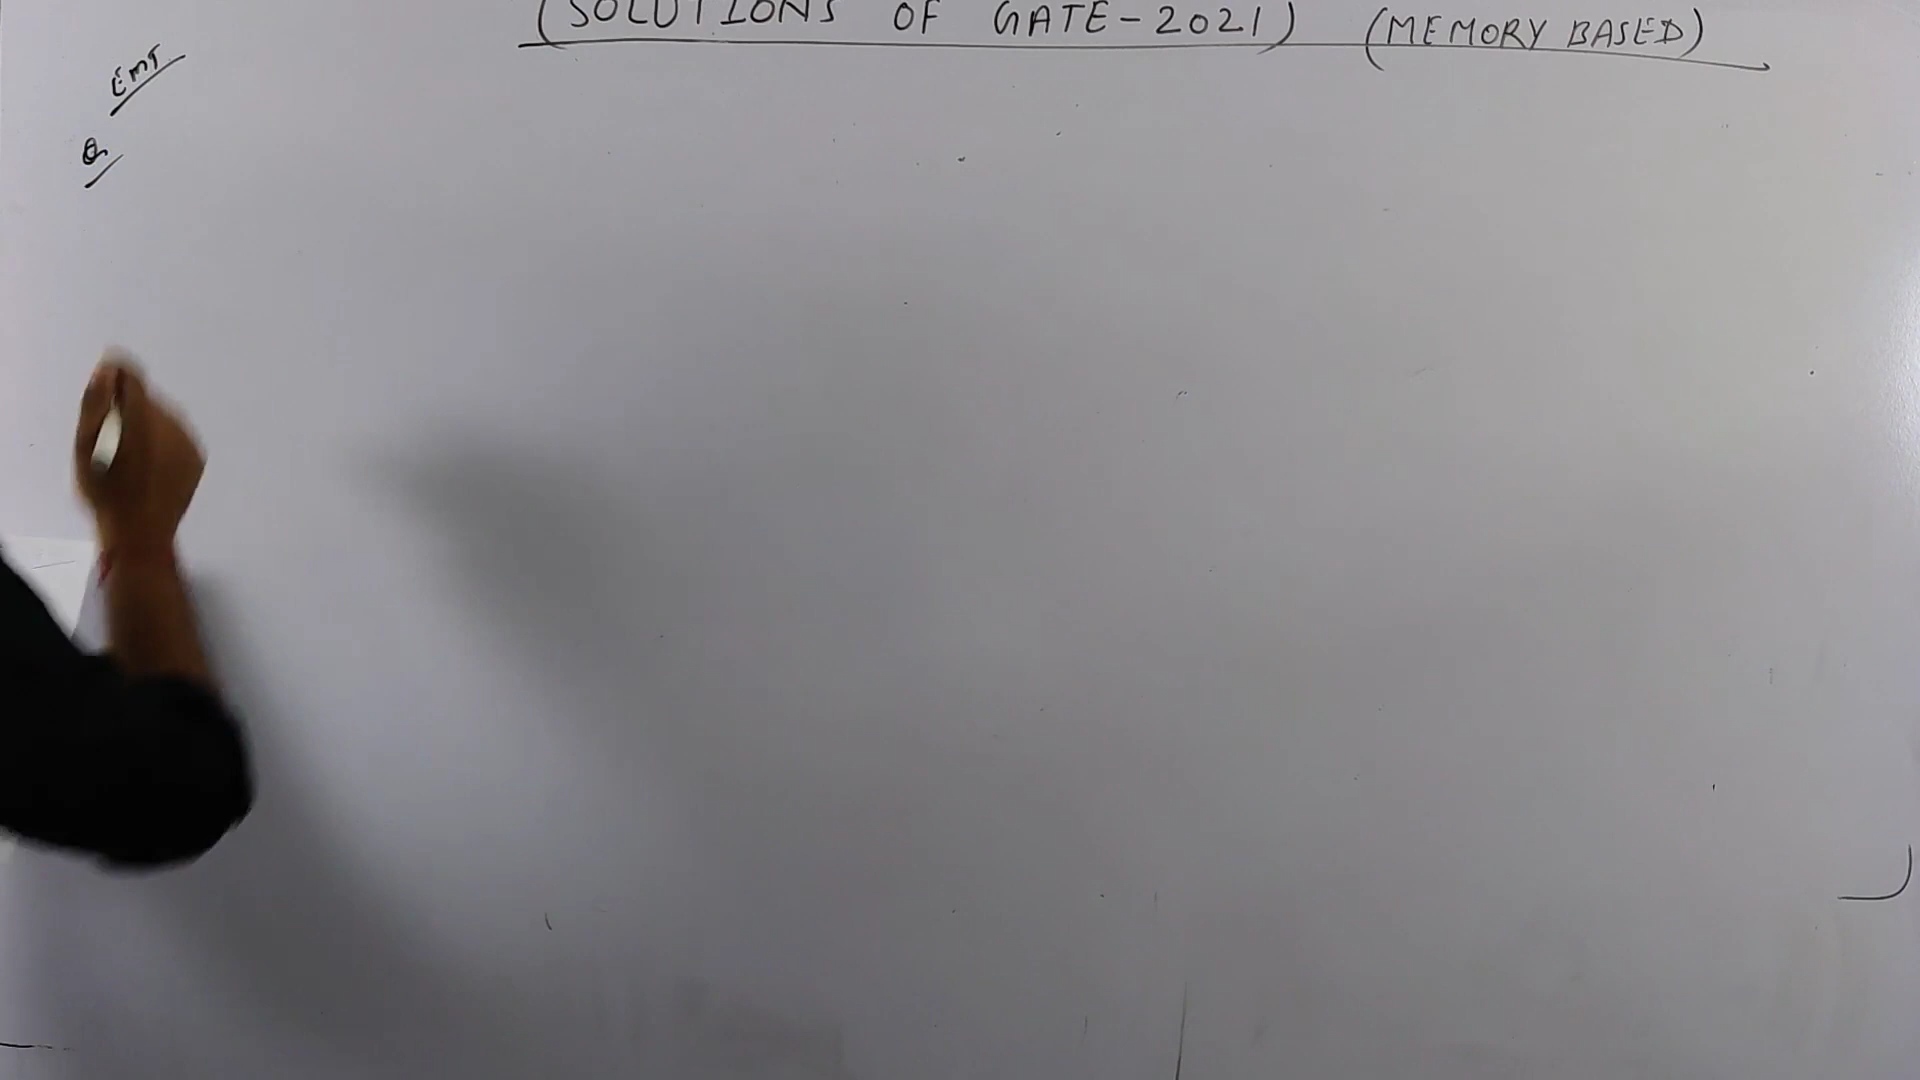 (SOLUTIONS OF GATE-2021) (MEMORY BASED)
EMT
Q